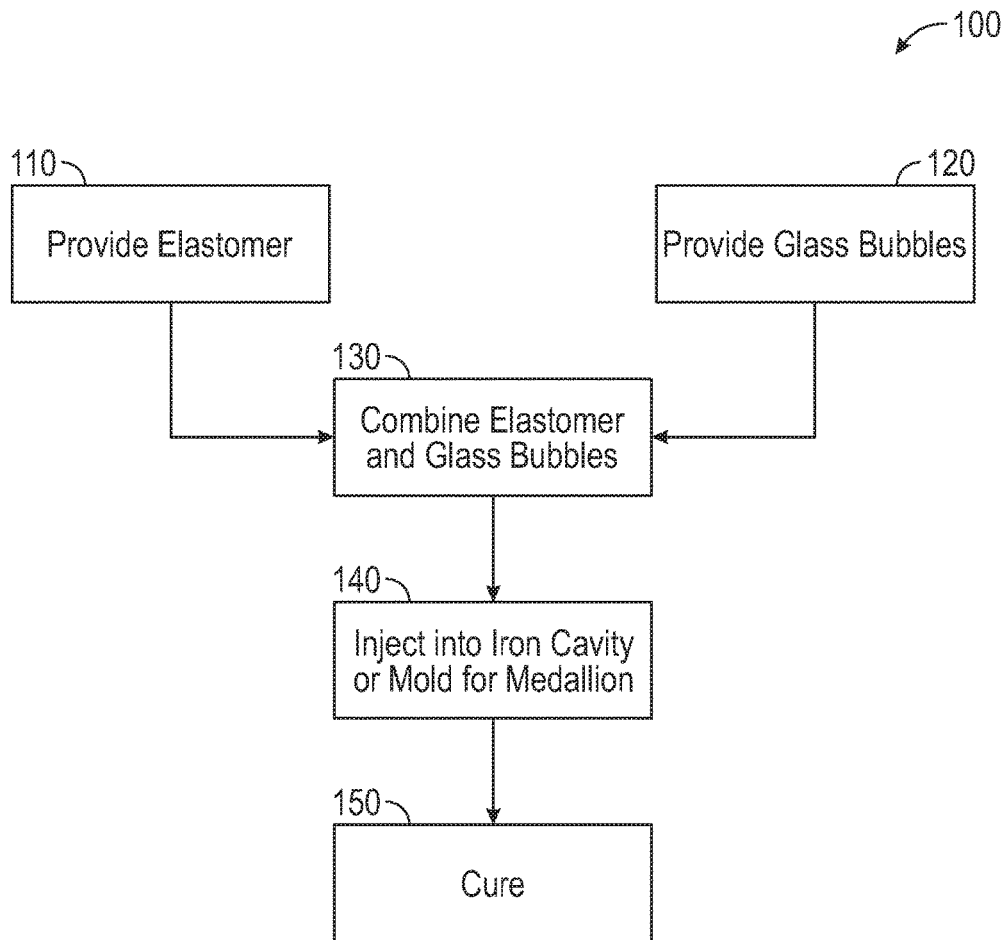 100
110
Provide Elastomer
120
Provide Glass Bubbles
130
Combine Elastomer
and Glass Bubbles
140
Inject into Iron Cavity
or Mold for Medallion
150
Cure